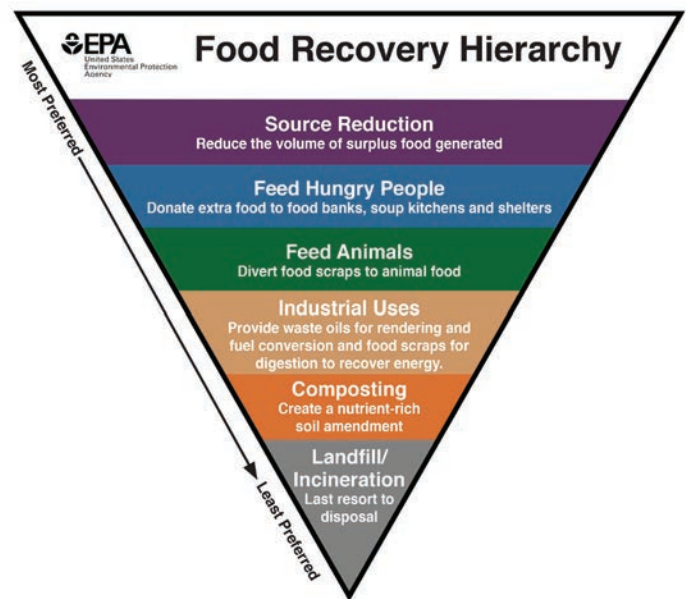 EPA
United States
Environmental Protection
Agency
Food Recovery Hierarchy
Most Preferred
Source Reduction
Reduce the volume of surplus food generated
Feed Hungry People
Donate extra food to food banks, soup kitchens and shelters
Feed Animals
Divert food scraps to animal food
Industrial Uses
Provide waste oils for rendering and
fuel conversion and food scraps for
digestion to recover energy.
Composting
Create a nutrient-rich
soil amendment
Landfill/
Incineration
Last resort to
disposal
Least Preferred